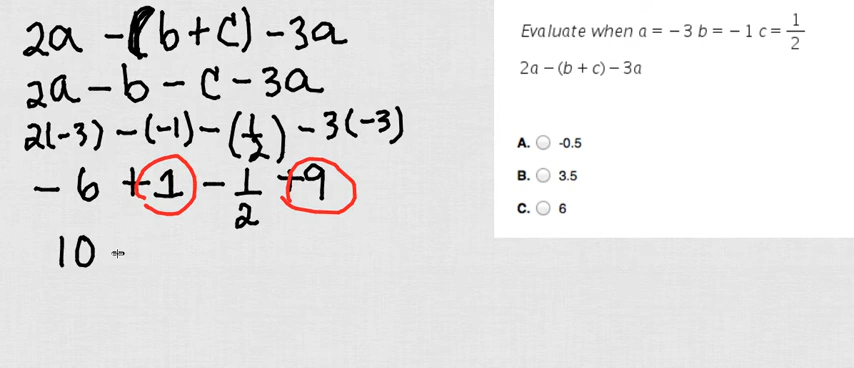 2a - (b + c) - 3a
2a - b - c - 3a
2(-3) - (-1) - (1/2) - 3(-3)
- 6 + 1 - 1/2 + 9
10
Evaluate when a = − 3 b = − 1 c = 1/2
2a − (b + c) − 3a
A. -0.5
B. 3.5
C. 6